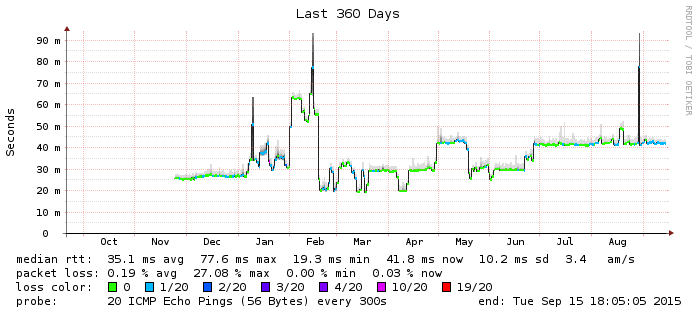 Last 360 Days
RRDTOOL / TOBI OETIKER
Seconds
90 m
80 m
70 m
60 m
50 m
40 m
30 m
20 m
10 m
0
Oct Nov Dec Jan Feb Mar Apr May Jun Jul Aug
median rtt: 35.1 ms avg 77.6 ms max 19.3 ms min 41.8 ms now 10.2 ms sd 3.4 am/s
packet loss: 0.19 % avg 27.08 % max 0.00 % min 0.03 % now
loss color: 0 1/20 2/20 3/20 4/20 10/20 19/20
probe: 20 ICMP Echo Pings (56 Bytes) every 300s end: Tue Sep 15 18:05:05 2015